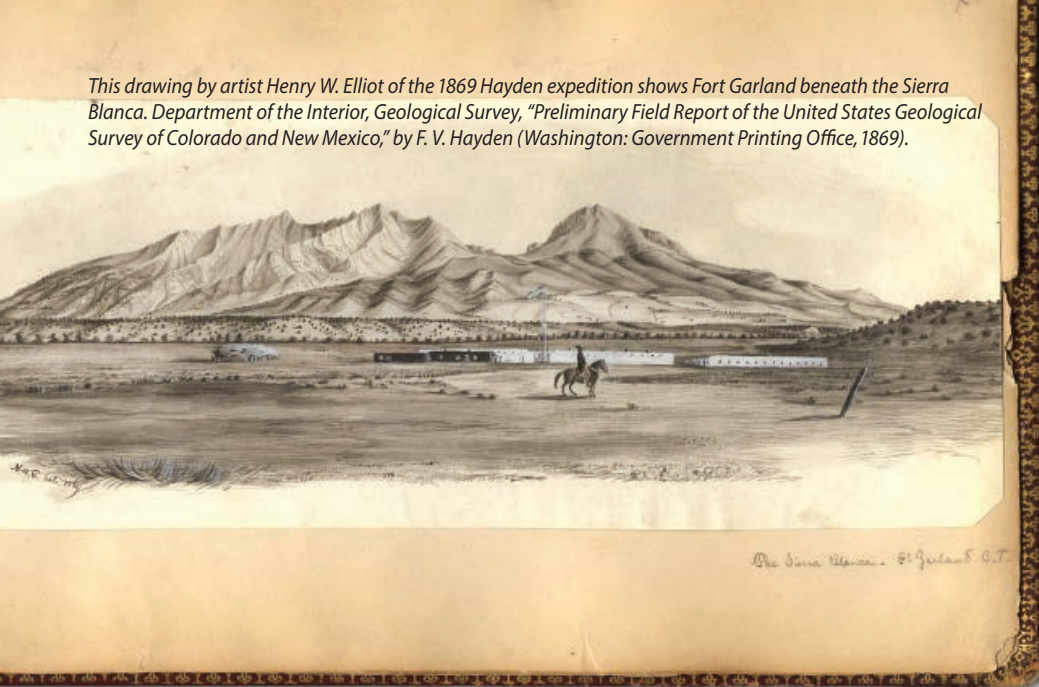 This drawing by artist Henry W. Elliot of the 1869 Hayden expedition shows Fort Garland beneath the Sierra
Blanca. Department of the Interior, Geological Survey, “Preliminary Field Report of the United States Geological
Survey of Colorado and New Mexico,” by F. V. Hayden (Washington: Government Printing Office, 1869).
The Sierra Blanca. Ft Garland C.T.